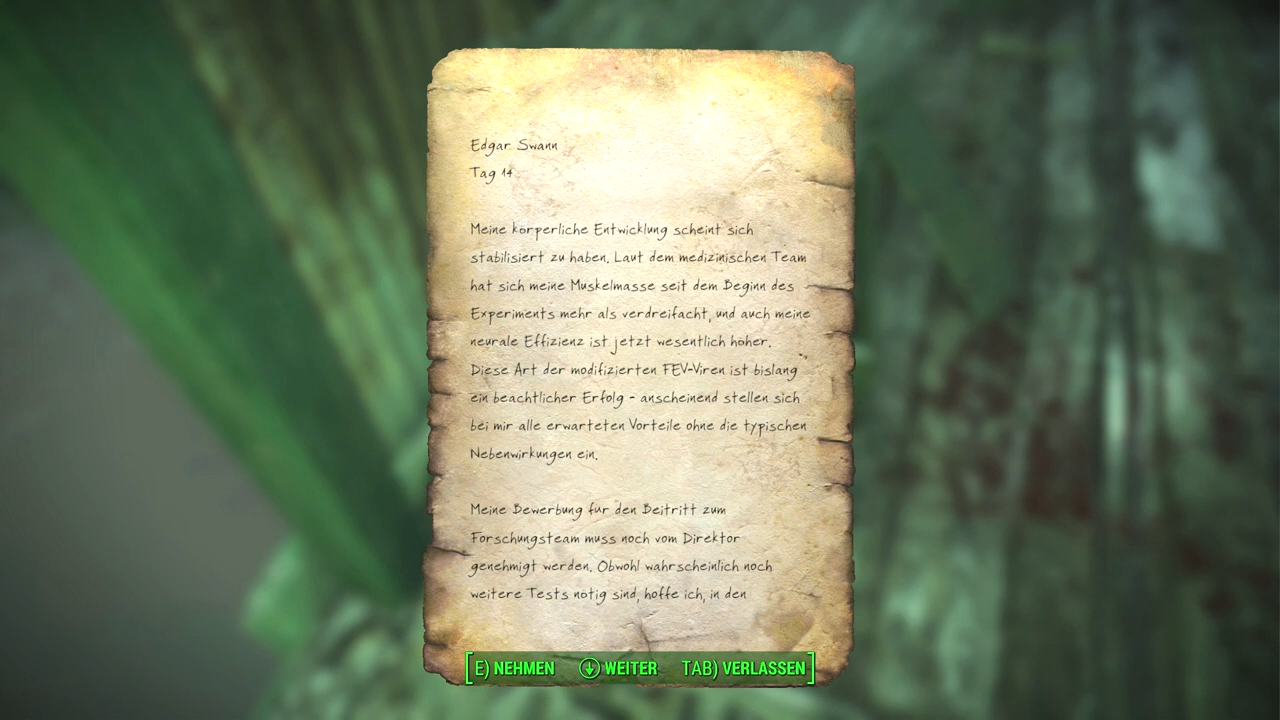 Edgar Swann
Tag 14
Meine körperliche Entwicklung scheint sich
stabilisiert zu haben. Laut dem medizinischen Team
hat sich meine Muskelmasse seit dem Beginn des
Experiments mehr als verdreifacht, und auch meine
neurale Effizienz ist jetzt wesentlich höher.
Diese Art der modifizierten FEV-Viren ist bislang
ein beachtlicher Erfolg - anscheinend stellen sich
bei mir alle erwarteten Vorteile ohne die typischen
Nebenwirkungen ein.
Meine Bewerbung für den Beitritt zum
Forschungsteam muss noch vom Direktor
genehmigt werden. Obwohl wahrscheinlich noch
weitere Tests nötig sind, hoffe ich, in den
E) NEHMEN WEITER TAB) VERLASSEN